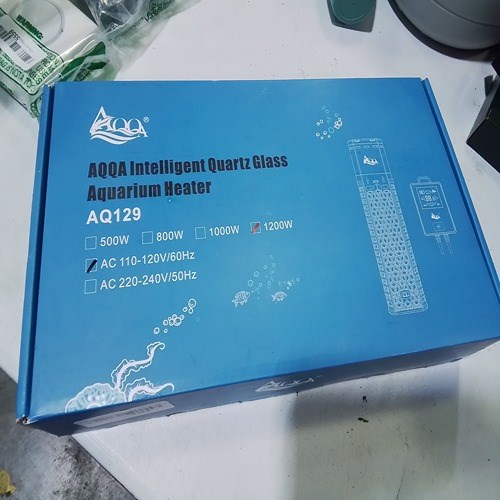 AQQA®
AQQA Intelligent Quartz Glass
Aquarium Heater
AQ129
500W 800W 1000W 1200W
AC 110-120V/60Hz
AC 220-240V/50Hz
AQQA